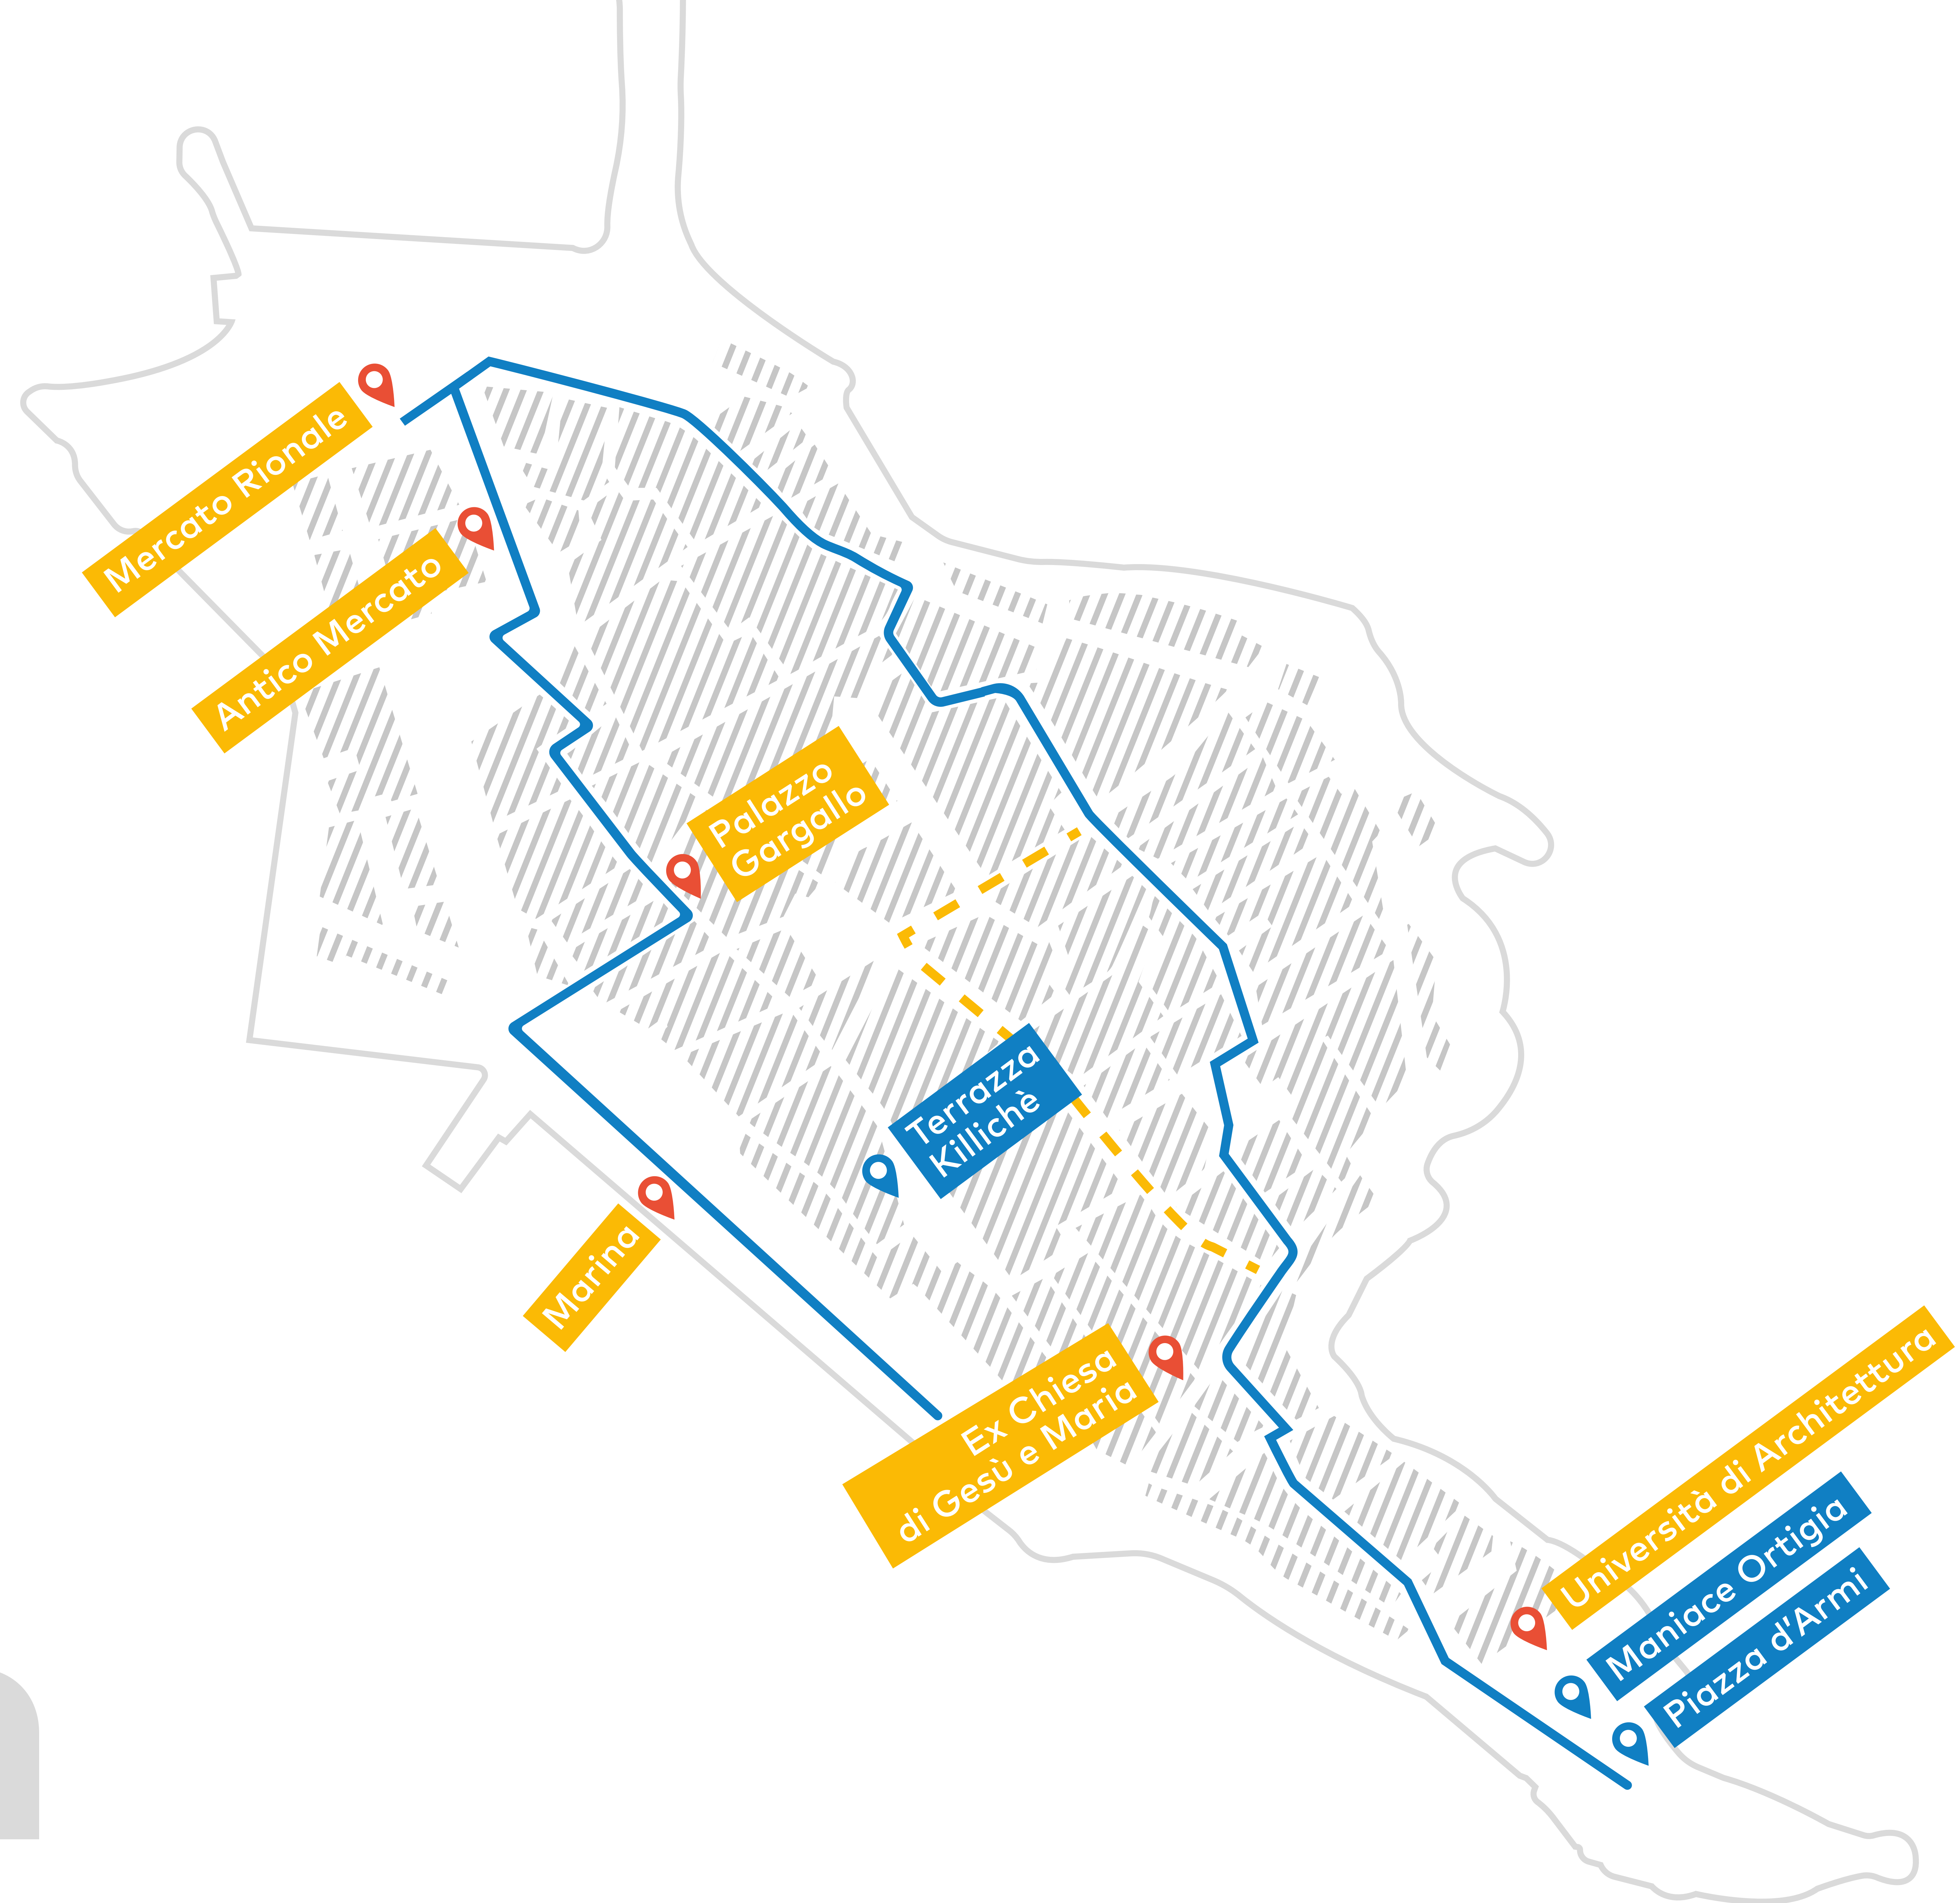 Mercato Rionale
Antico Mercato
Palazzo
Gargallo
Terrazza
Killichè
Marina
Ex Chiesa
di Gesù e Maria
Università di Architettura
Maniace Ortigia
Piazza d'Armi